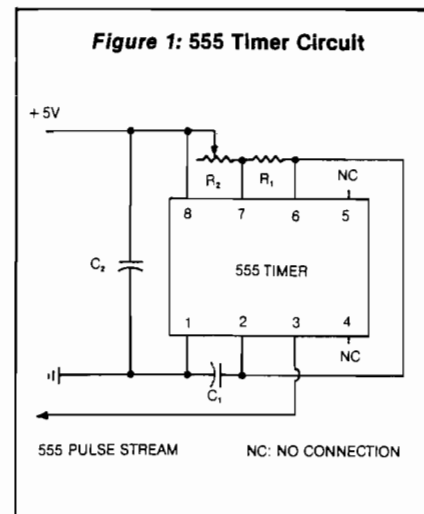 Figure 1: 555 Timer Circuit
+5V
R₂
R₁
NC
8
7
6
5
C₂
555 TIMER
1
2
3
4
NC
C₁
555 PULSE STREAM
NC: NO CONNECTION